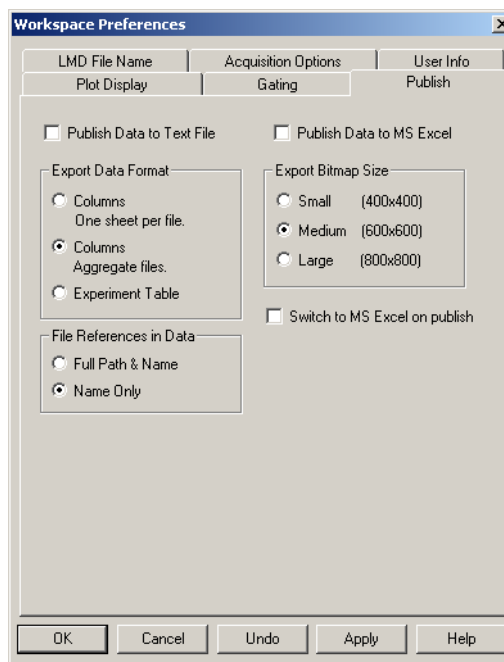 Workspace Preferences
LMD File Name
Acquisition Options
User Info
Plot Display
Gating
Publish
Publish Data to Text File
Publish Data to MS Excel
Export Data Format
Columns
One sheet per file.
Columns
Aggregate files.
Experiment Table
Export Bitmap Size
Small (400x400)
Medium (600x600)
Large (800x800)
Switch to MS Excel on publish
File References in Data
Full Path & Name
Name Only
OK
Cancel
Undo
Apply
Help